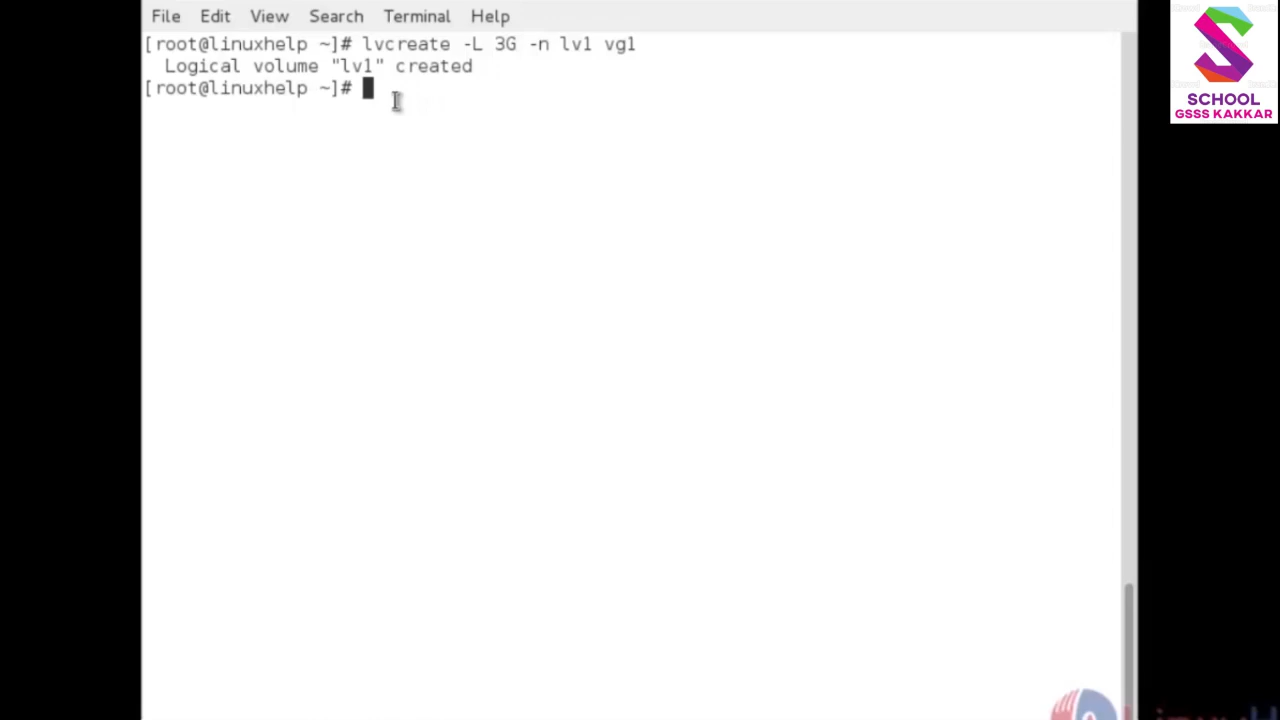 File Edit View Search Terminal Help
[root@linuxhelp ~]# lvcreate -L 3G -n lv1 vg1
Logical volume "lv1" created
[root@linuxhelp ~]#
SCHOOL
GSSS KAKKAR